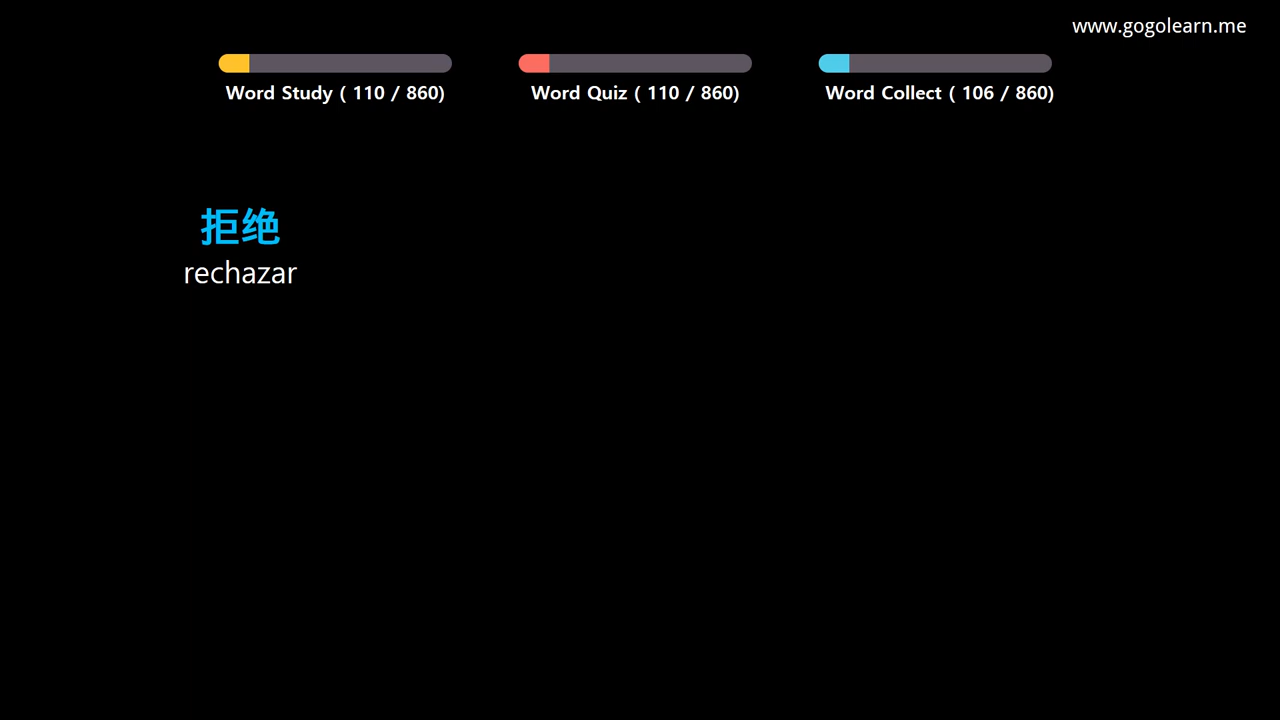 www.gogolearn.me
Word Study ( 110 / 860)
Word Quiz ( 110 / 860)
Word Collect ( 106 / 860)
拒绝
rechazar